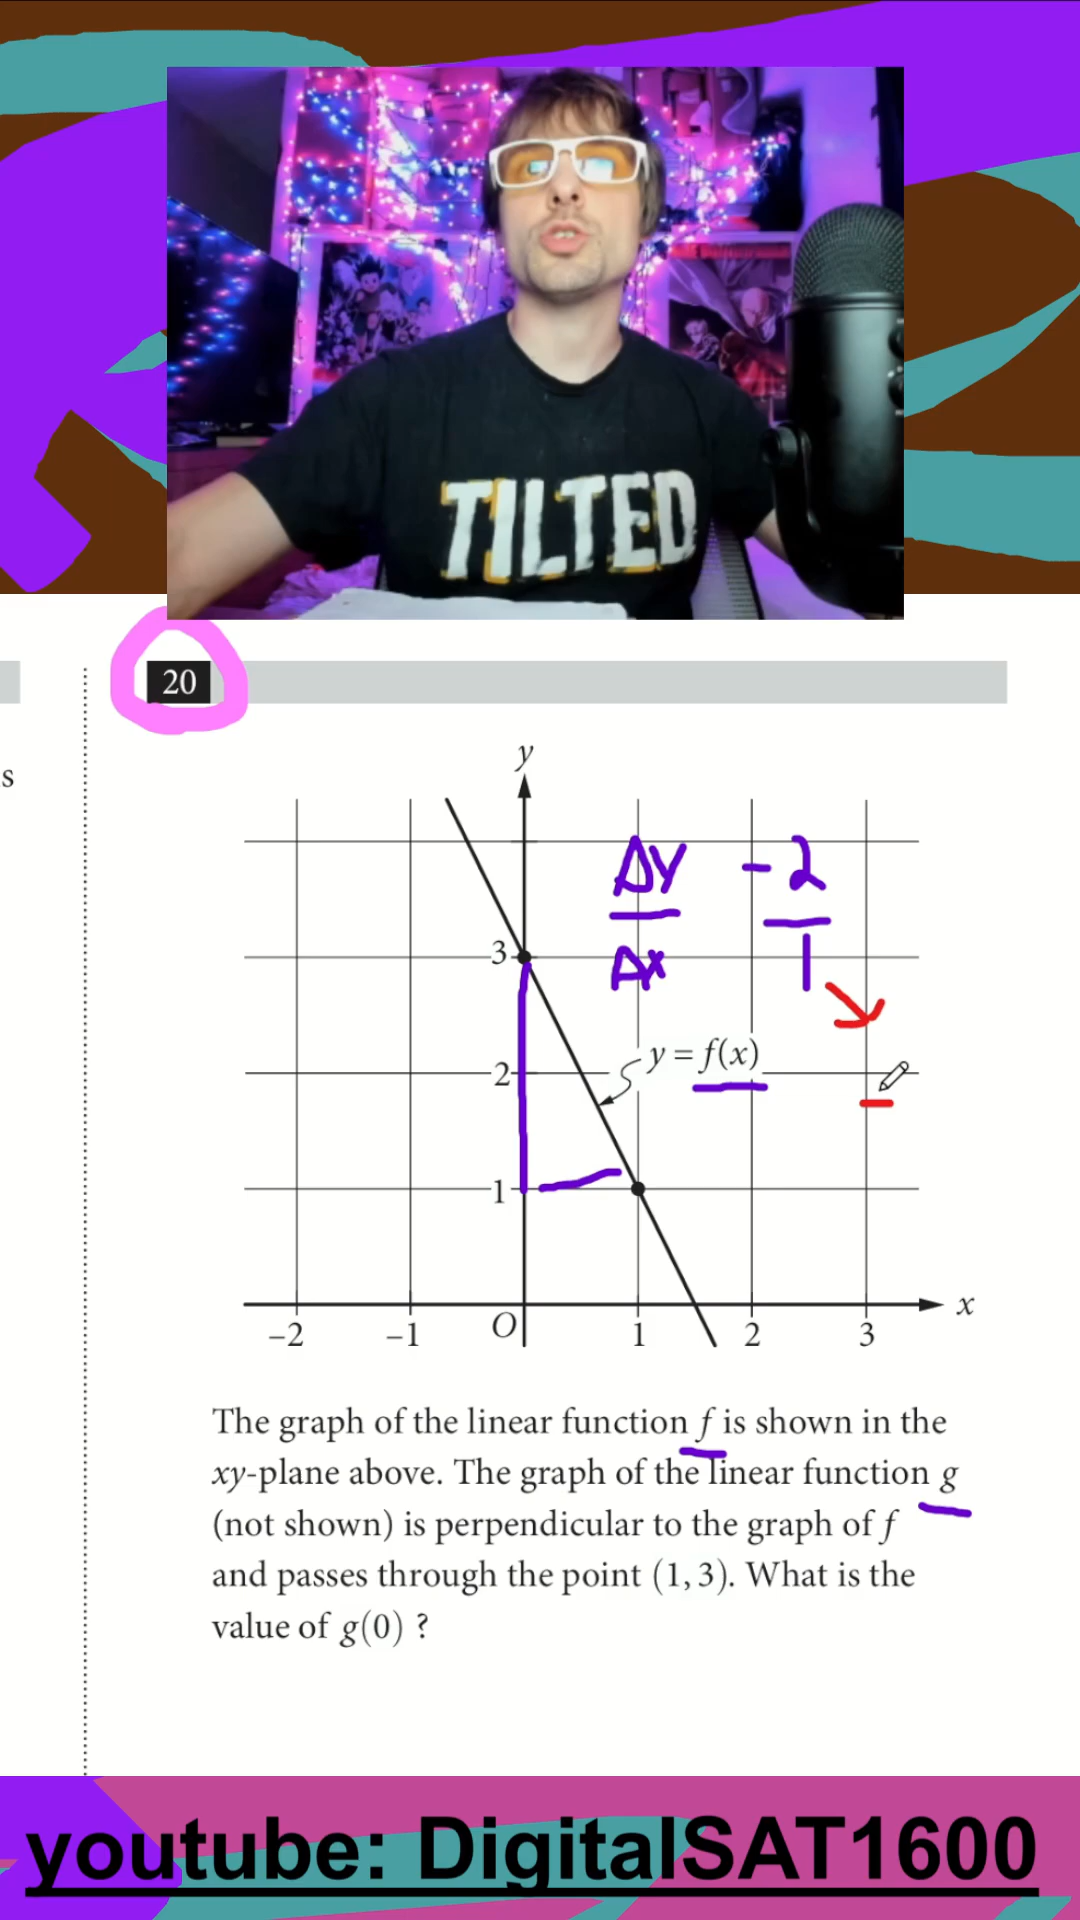 TILTED
20
s
y
Δy
Δx
-2
1
3
y = f(x)
2
1
x
–2
–1
O
1
2
3
The graph of the linear function f is shown in the
xy-plane above. The graph of the linear function g
(not shown) is perpendicular to the graph of f
and passes through the point (1, 3). What is the
value of g(0) ?
youtube: DigitalSAT1600